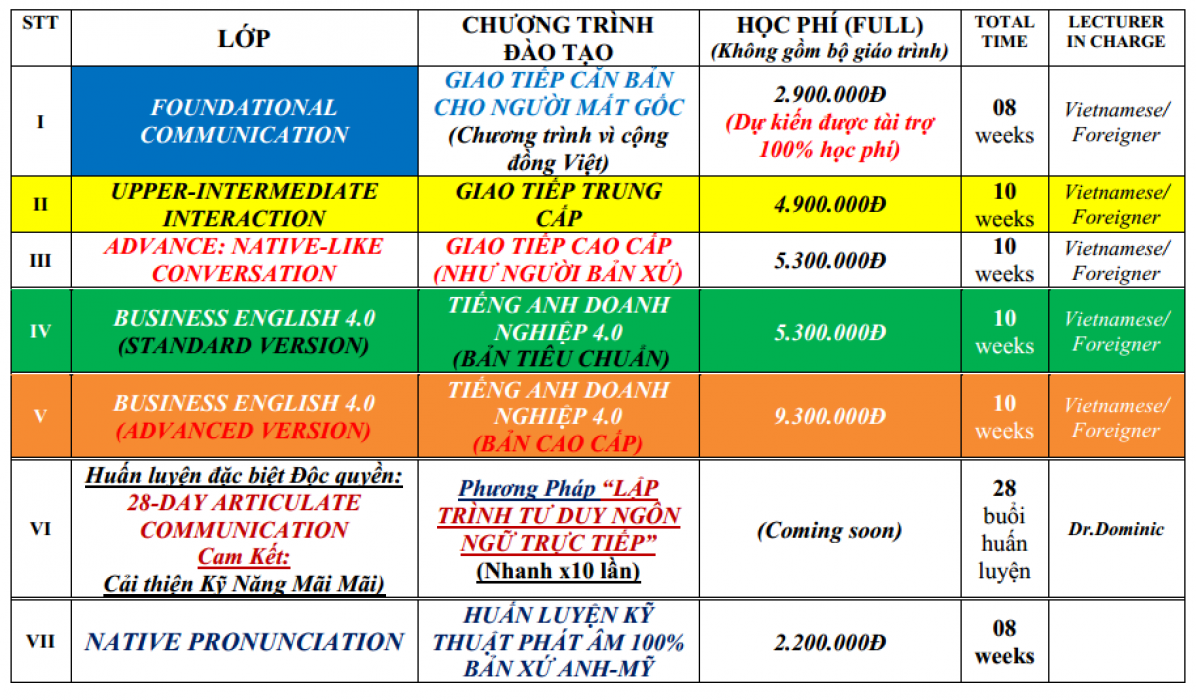 STT
LỚP
CHƯƠNG TRÌNH
ĐÀO TẠO
HỌC PHÍ (FULL)
(Không gồm bộ giáo trình)
TOTAL
TIME
LECTURER
IN CHARGE
I
FOUNDATIONAL
COMMUNICATION
GIAO TIẾP CĂN BẢN
CHO NGƯỜI MẤT GỐC
(Chương trình vì cộng
đồng Việt)
2.900.000Đ
(Dự kiến được tài trợ
100% học phí)
08
weeks
Vietnamese/
Foreigner
II
UPPER-INTERMEDIATE
INTERACTION
GIAO TIẾP TRUNG
CẤP
4.900.000Đ
10
weeks
Vietnamese/
Foreigner
III
ADVANCE: NATIVE-LIKE
CONVERSATION
GIAO TIẾP CAO CẤP
(NHƯ NGƯỜI BẢN XỨ)
5.300.000Đ
10
weeks
Vietnamese/
Foreigner
IV
BUSINESS ENGLISH 4.0
(STANDARD VERSION)
TIẾNG ANH DOANH
NGHIỆP 4.0
(BẢN TIÊU CHUẨN)
5.300.000Đ
10
weeks
Vietnamese/
Foreigner
V
BUSINESS ENGLISH 4.0
(ADVANCED VERSION)
TIẾNG ANH DOANH
NGHIỆP 4.0
(BẢN CAO CẤP)
9.300.000Đ
10
weeks
Vietnamese/
Foreigner
VI
Huấn luyện đặc biệt Độc quyền:
28-DAY ARTICULATE
COMMUNICATION
Cam Kết:
Cải thiện Kỹ Năng Mãi Mãi)
Phương Pháp “LẬP
TRÌNH TƯ DUY NGÔN
NGỮ TRỰC TIẾP”
(Nhanh x10 lần)
(Coming soon)
28
buổi
huấn
luyện
Dr.Dominic
VII
NATIVE PRONUNCIATION
HUẤN LUYỆN KỸ
THUẬT PHÁT ÂM 100%
BẢN XỨ ANH-MỸ
2.200.000Đ
08
weeks